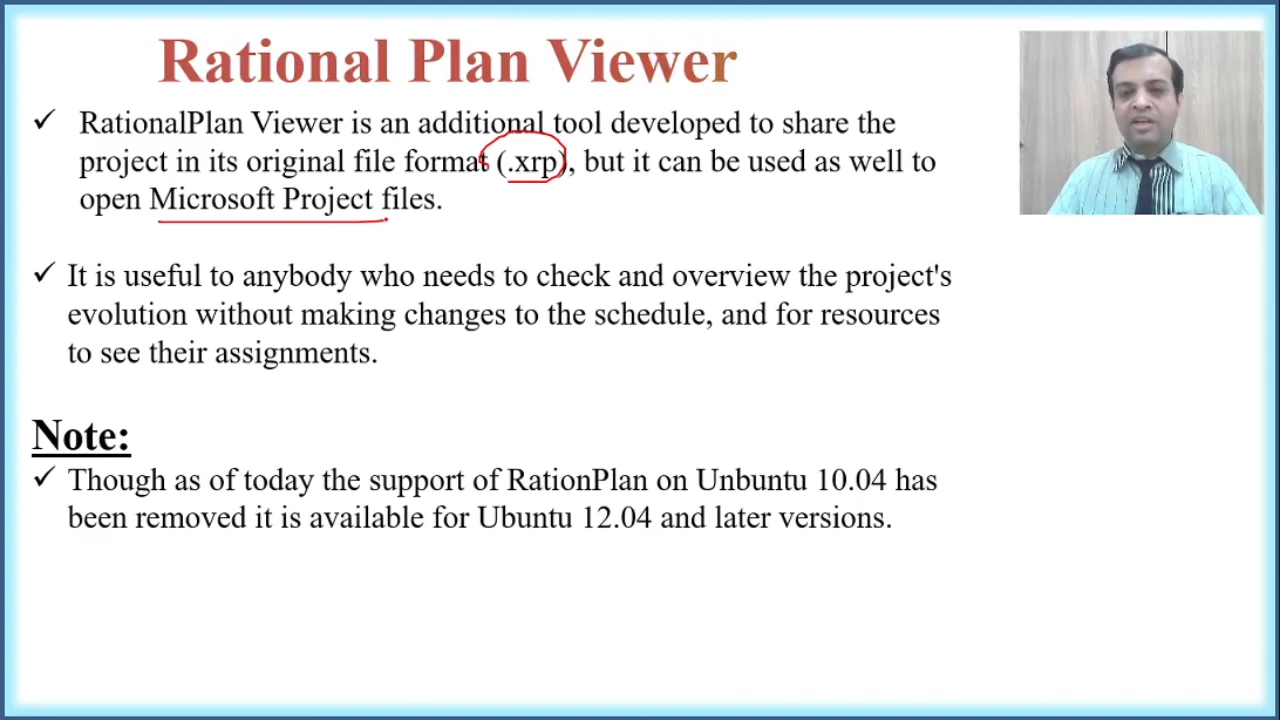 Rational Plan Viewer
✓ RationalPlan Viewer is an additional tool developed to share the
project in its original file format (.xrp), but it can be used as well to
open Microsoft Project files.
✓ It is useful to anybody who needs to check and overview the project's
evolution without making changes to the schedule, and for resources
to see their assignments.
Note:
✓ Though as of today the support of RationPlan on Unbuntu 10.04 has
been removed it is available for Ubuntu 12.04 and later versions.